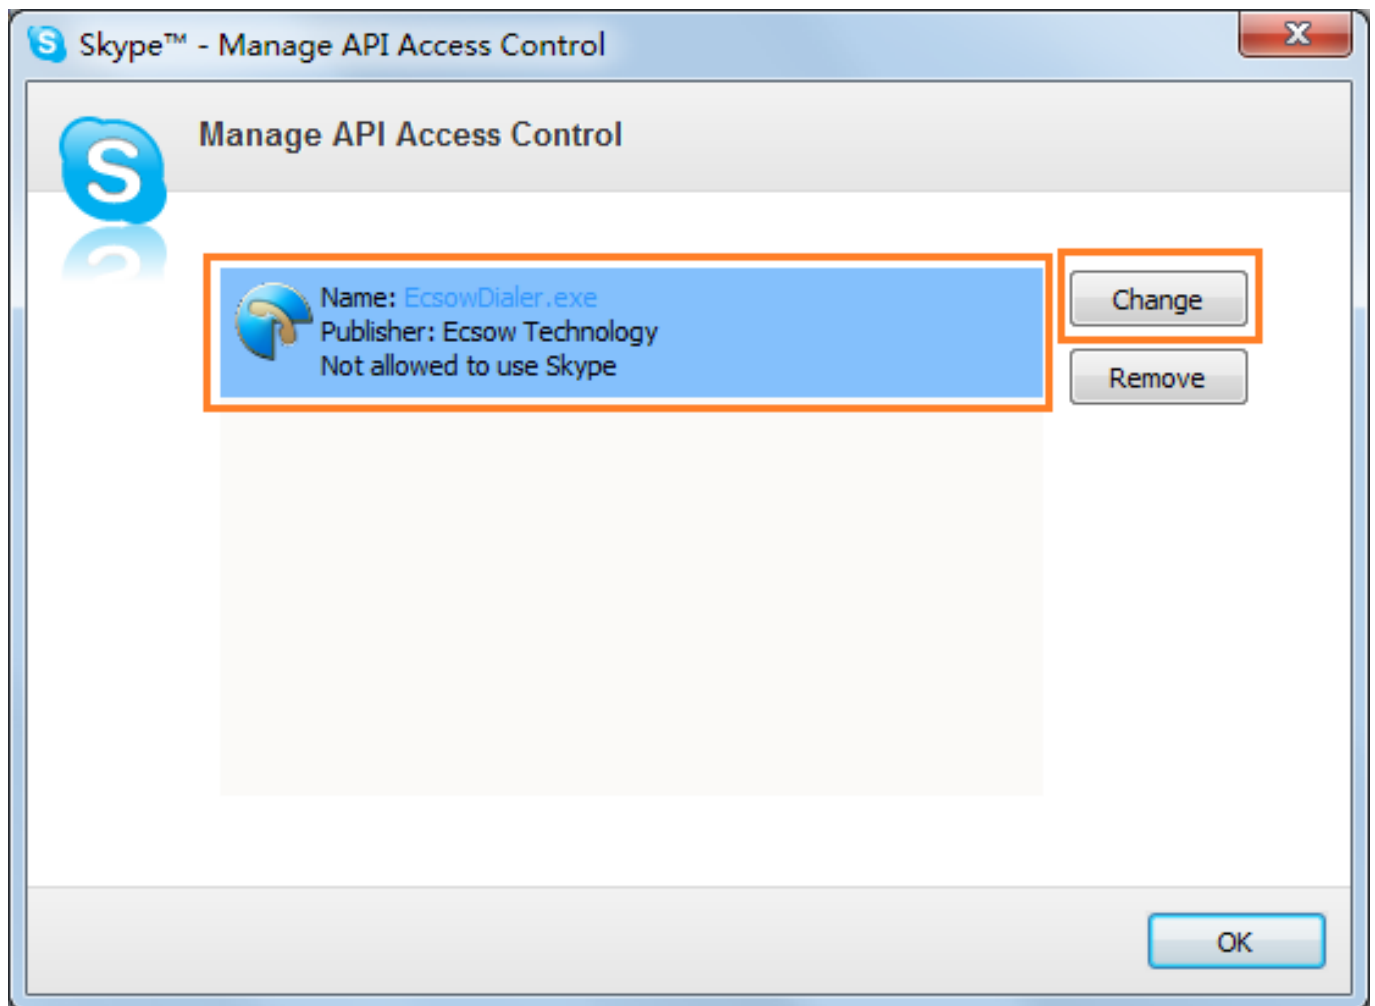 Skype™ - Manage API Access Control
Manage API Access Control
Name: EcsowDialer.exe
Publisher: Ecsow Technology
Not allowed to use Skype
Change
Remove
OK